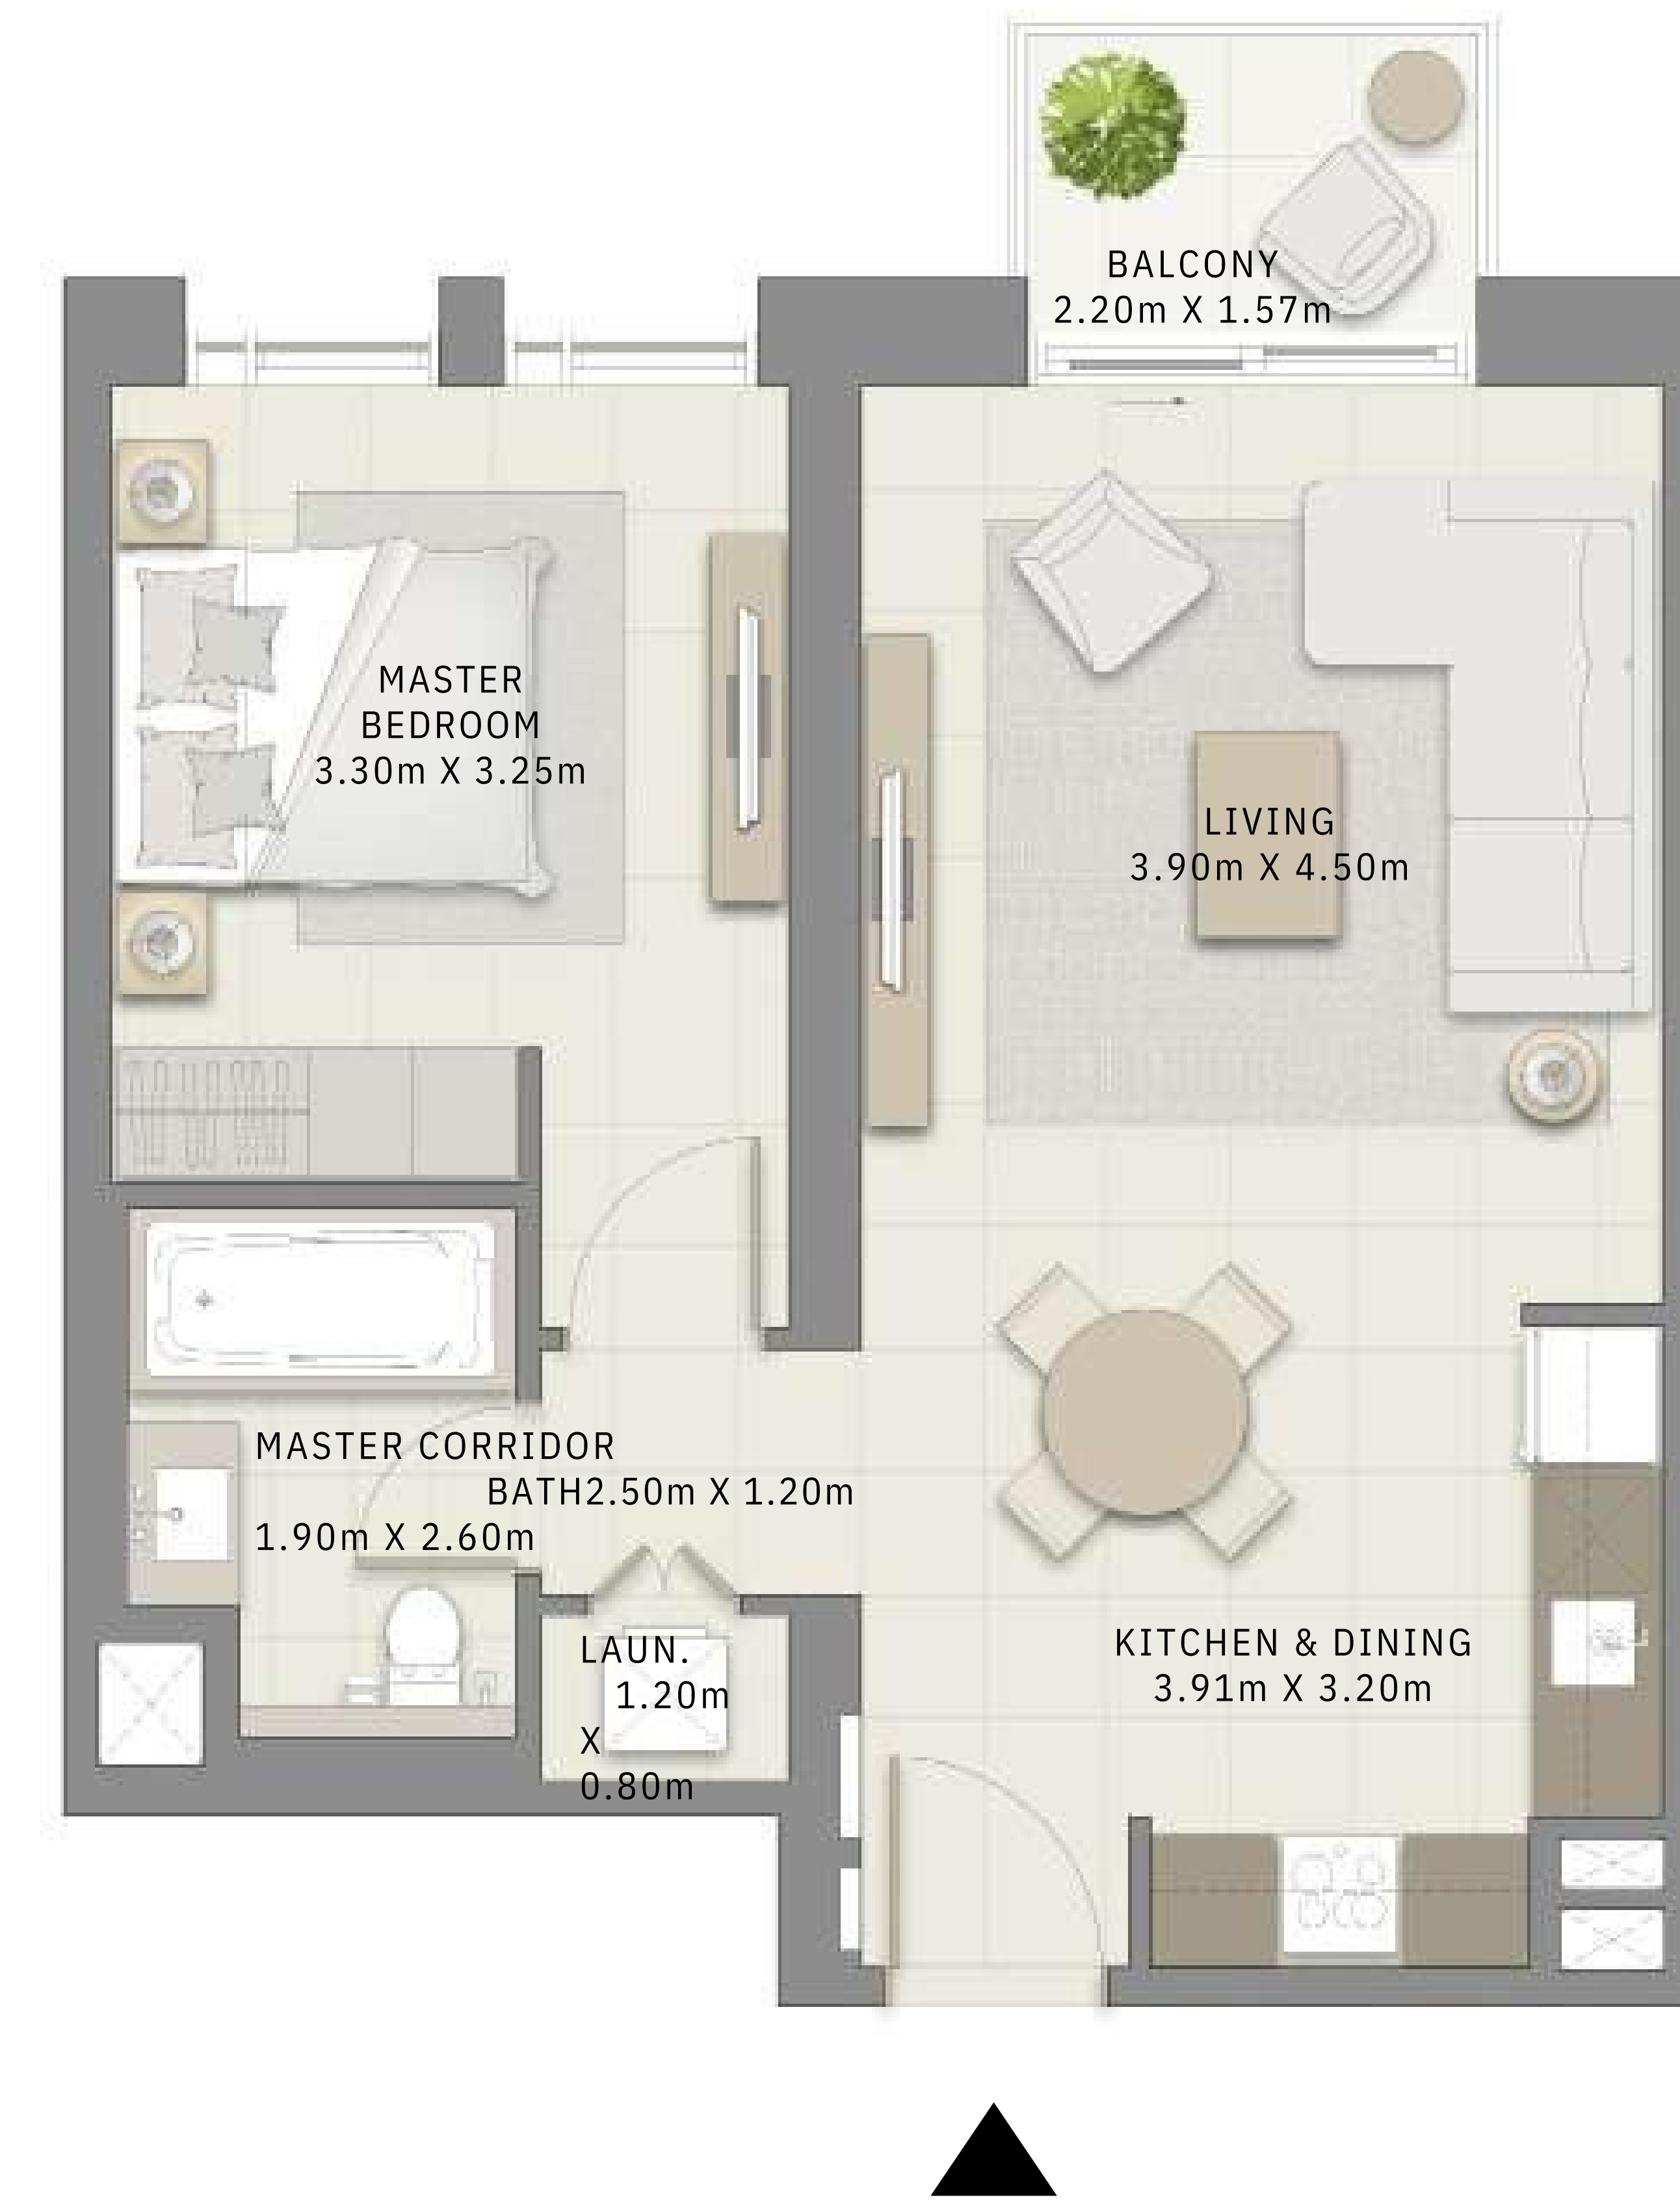 BALCONY
2.20m X 1.57m
MASTER
BEDROOM
3.30m X 3.25m
LIVING
3.90m X 4.50m
MASTER CORRIDOR
BATH2.50m X 1.20m
1.90m X 2.60m
LAUN.
1.20m
X
0.80m
KITCHEN & DINING
3.91m X 3.20m